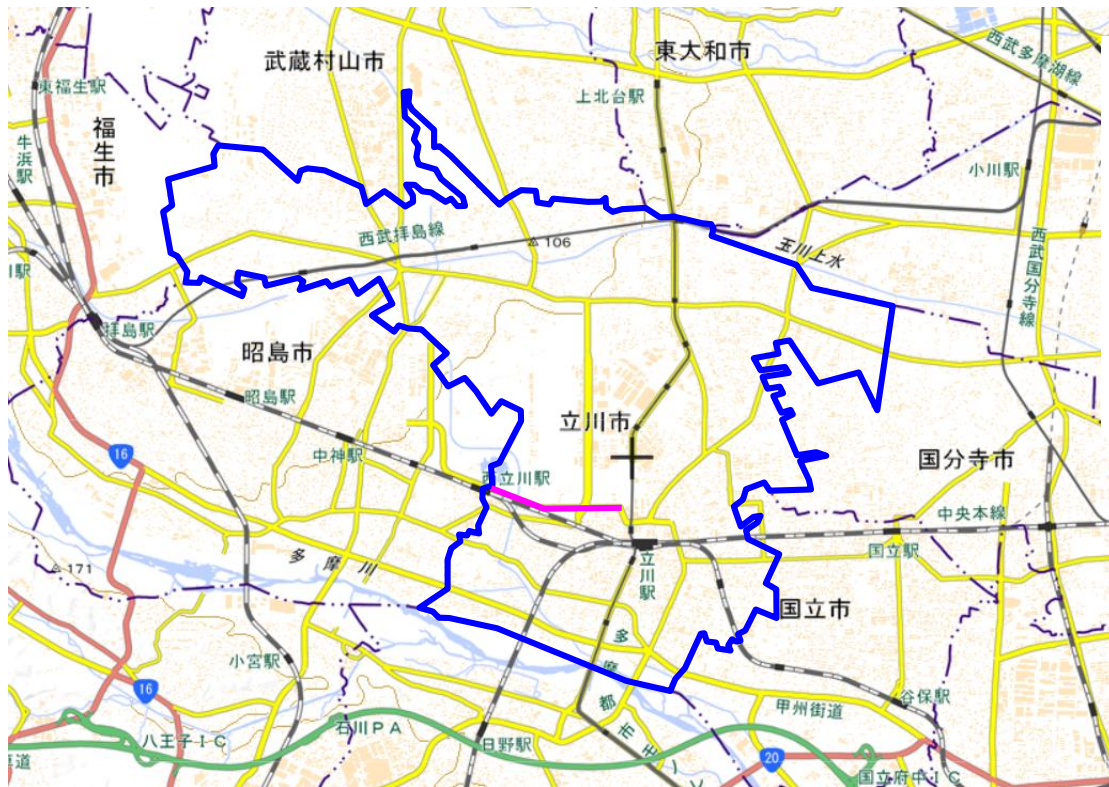 武蔵村山市
東大和市
西武多摩湖線
東福生駅
上北台駅
福生市
牛浜駅
小川駅
西武拝島線
106
玉川上水
西武国分寺線
川駅
拝島駅
昭島市
昭島駅
立川市
16
中神駅
西立川駅
国分寺市
中央本線
多摩川
171
立川駅
国立駅
国立市
小宮駅
多摩都市モノ
16
谷保駅
甲州街道
石川PA
八王子IC
日野駅
車道
20
国立府中IC